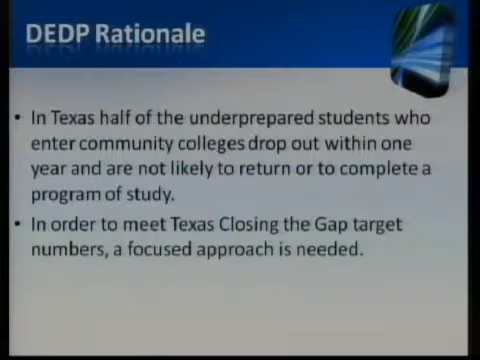 DEDP Rationale
• In Texas half of the underprepared students who
enter community colleges drop out within one
year and are not likely to return or to complete a
program of study.
• In order to meet Texas Closing the Gap target
numbers, a focused approach is needed.